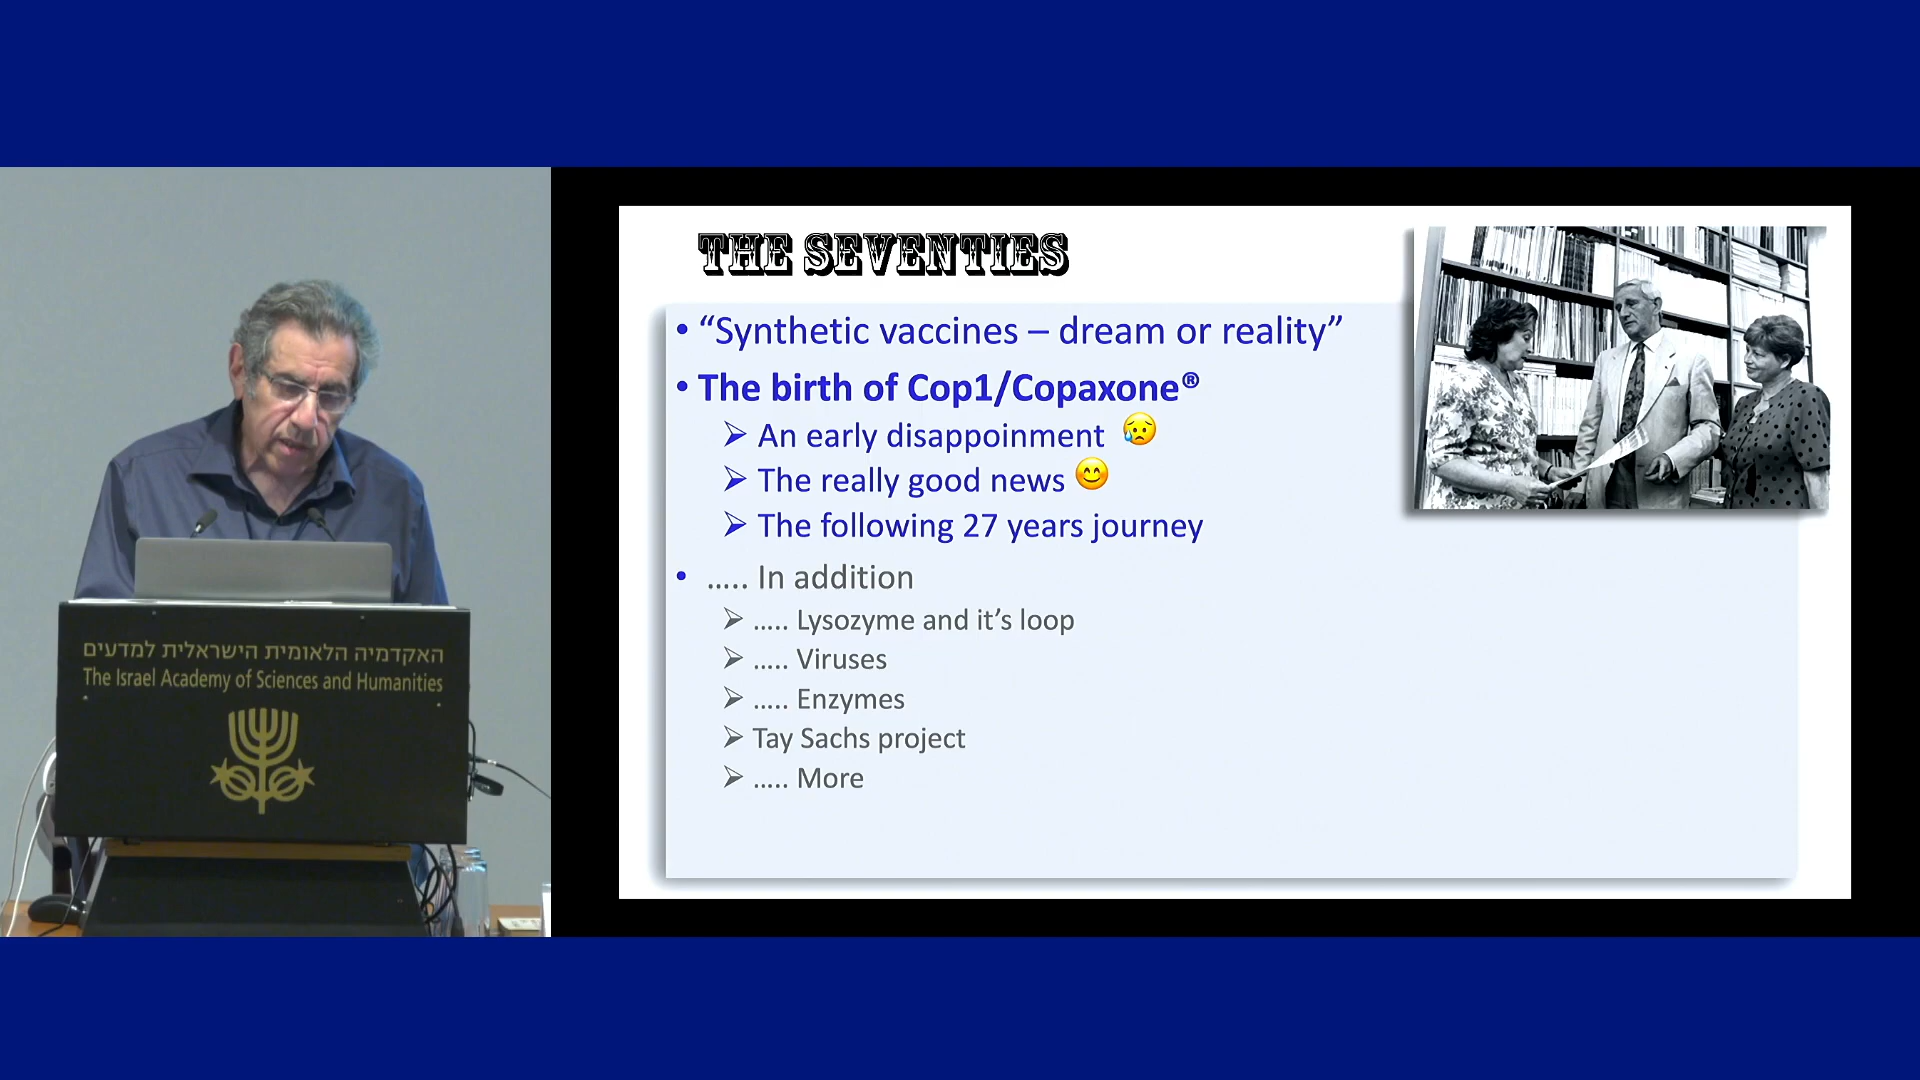 THE SEVENTIES
• “Synthetic vaccines – dream or reality”
• The birth of Cop1/Copaxone®
➢ An early disappoinment 😥
➢ The really good news 😊
➢ The following 27 years journey
• ..... In addition
➢ ..... Lysozyme and it’s loop
➢ ..... Viruses
➢ ..... Enzymes
➢ Tay Sachs project
➢ ..... More
האקדמיה הלאומית הישראלית למדעים
The Israel Academy of Sciences and Humanities